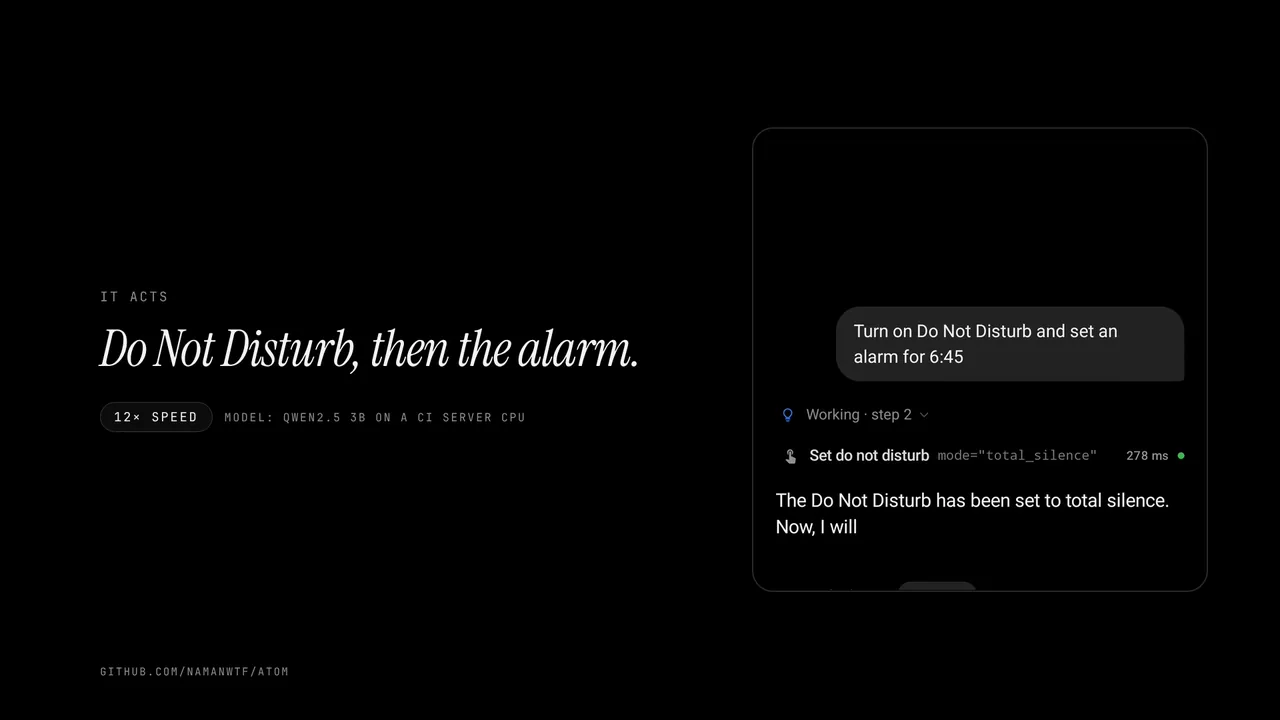 IT ACTS
Do Not Disturb, then the alarm.
12× SPEED
MODEL: QWEN2.5 3B ON A CI SERVER CPU
GITHUB.COM/NAMANWTF/ATOM
Turn on Do Not Disturb and set an
alarm for 6:45
Working · step 2
Set do not disturb mode="total_silence" 278 ms
The Do Not Disturb has been set to total silence.
Now, I will